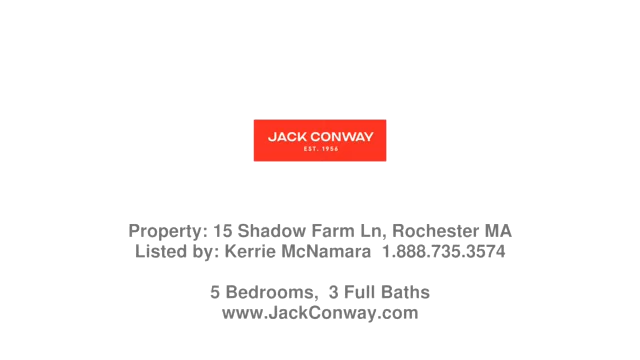 JACK CONWAY
EST. 1956
Property: 15 Shadow Farm Ln, Rochester MA
Listed by: Kerrie McNamara  1.888.735.3574
5 Bedrooms,  3 Full Baths
www.JackConway.com